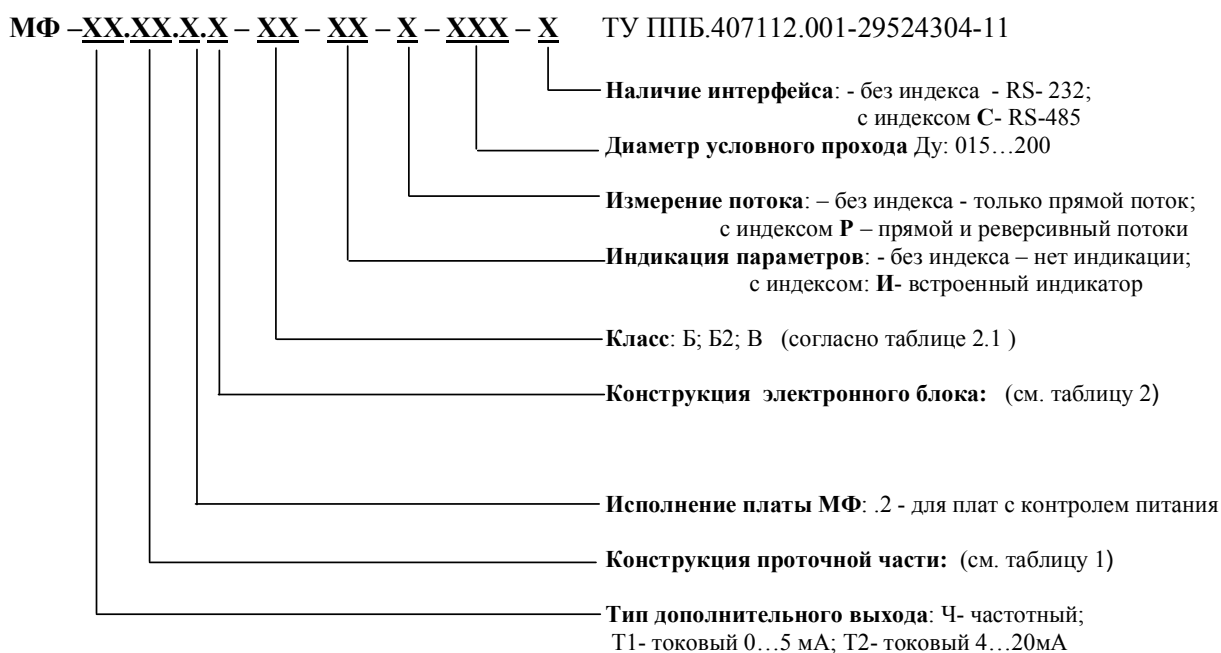 МФ –XX.XX.X.X – XX – XX – X – XXX – X ТУ ППБ.407112.001-29524304-11
Наличие интерфейса: - без индекса - RS- 232;
с индексом С- RS-485
Диаметр условного прохода Ду: 015…200
Измерение потока: – без индекса - только прямой поток;
с индексом Р – прямой и реверсивный потоки
Индикация параметров: - без индекса – нет индикации;
с индексом: И- встроенный индикатор
Класс: Б; Б2; В (согласно таблице 2.1 )
Конструкция электронного блока: (см. таблицу 2)
Исполнение платы МФ: .2 - для плат с контролем питания
Конструкция проточной части: (см. таблицу 1)
Тип дополнительного выхода: Ч- частотный;
Т1- токовый 0…5 мА; Т2- токовый 4…20мА